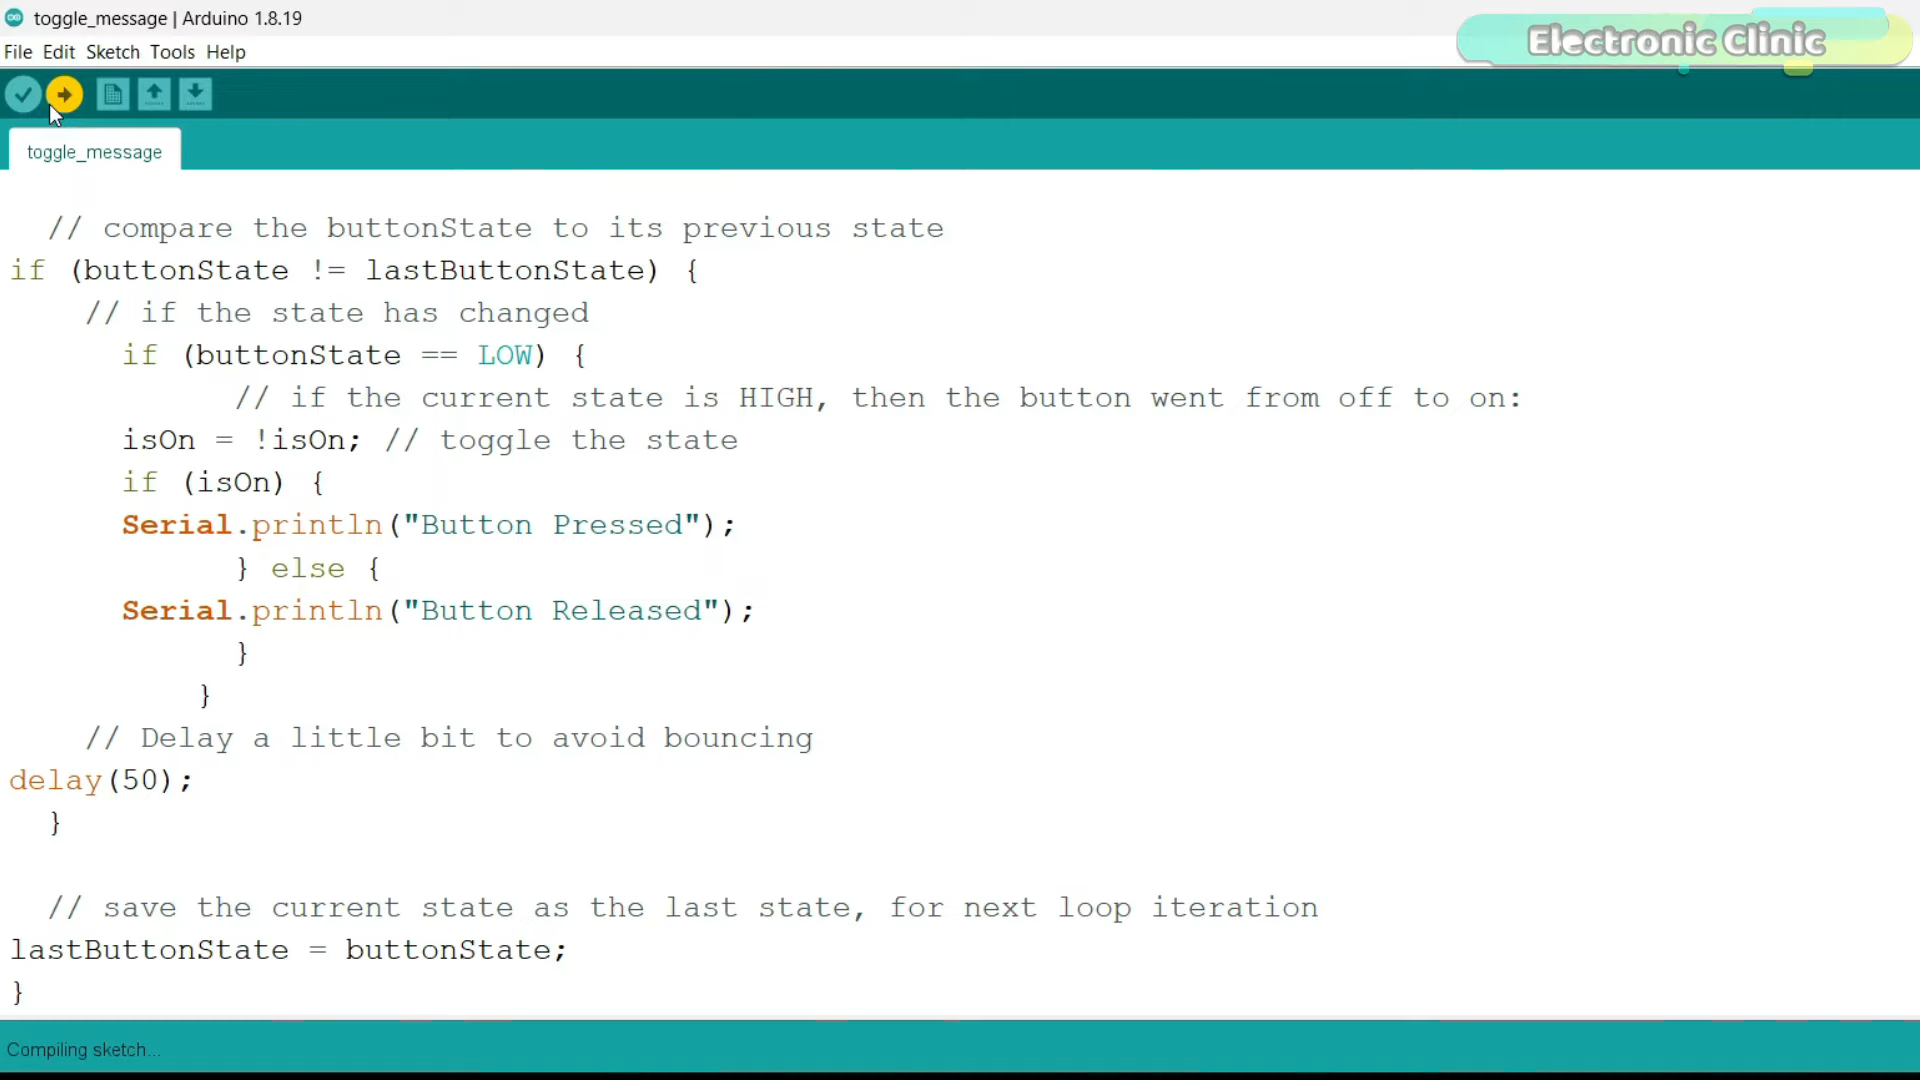 toggle_message | Arduino 1.8.19
Electronic Clinic
File Edit Sketch Tools Help
toggle_message
// compare the buttonState to its previous state
if (buttonState != lastButtonState) {
// if the state has changed
if (buttonState == LOW) {
// if the current state is HIGH, then the button went from off to on:
isOn = !isOn; // toggle the state
if (isOn) {
Serial.println("Button Pressed");
} else {
Serial.println("Button Released");
}
}
// Delay a little bit to avoid bouncing
delay(50);
}
// save the current state as the last state, for next loop iteration
lastButtonState = buttonState;
}
Compiling sketch...